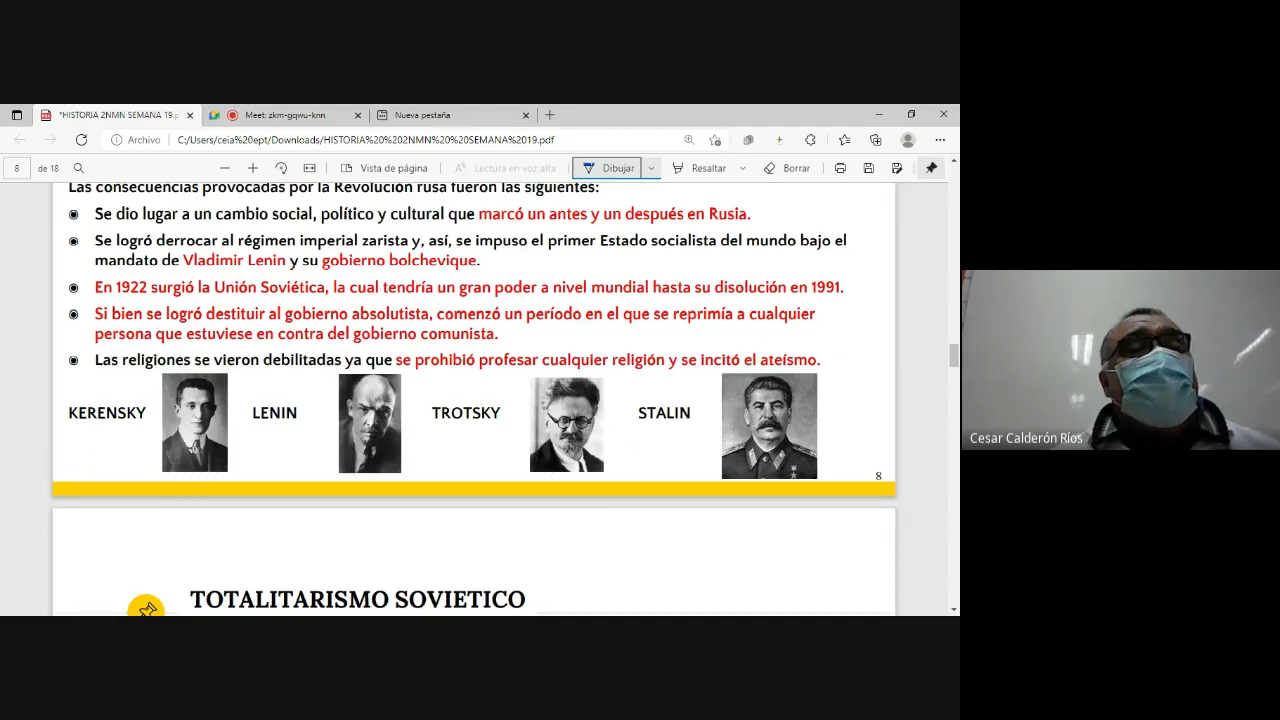 *HISTORIA 2NMN SEMANA 19.p
Meet: zkm-gqwu-knn
Nueva pestaña
Archivo
C:/Users/ceia%20ept/Downloads/HISTORIA%20%202NMN%20%20SEMANA%2019.pdf
8 de 18
Vista de página
Lectura en voz alta
Dibujar
Resaltar
Borrar
Las consecuencias provocadas por la Revolución rusa fueron las siguientes:
Se dio lugar a un cambio social, político y cultural que marcó un antes y un después en Rusia.
Se logró derrocar al régimen imperial zarista y, así, se impuso el primer Estado socialista del mundo bajo el
mandato de Vladimir Lenin y su gobierno bolchevique.
En 1922 surgió la Unión Soviética, la cual tendría un gran poder a nivel mundial hasta su disolución en 1991.
Si bien se logró destituir al gobierno absolutista, comenzó un período en el que se reprimía a cualquier
persona que estuviese en contra del gobierno comunista.
Las religiones se vieron debilitadas ya que se prohibió profesar cualquier religión y se incitó el ateísmo.
KERENSKY LENIN TROTSKY STALIN
8
TOTALITARISMO SOVIETICO
Cesar Calderón Ríos